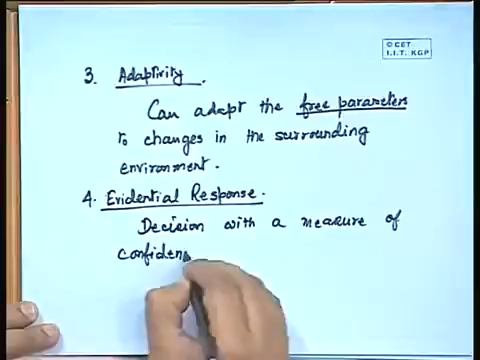 © CET
I.I.T. KGP
3. Adaptivity.
Can adapt the free parameters
to changes in the surrounding
environment.
4. Evidential Response.
Decision with a measure of
confiden